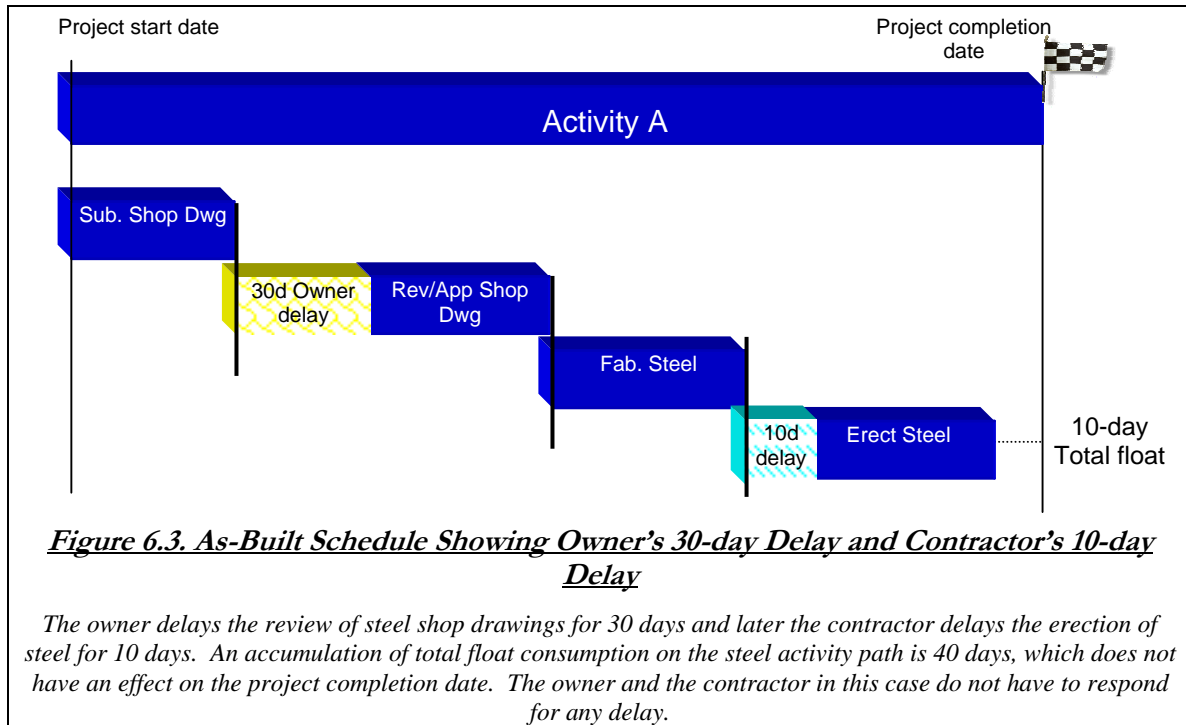 Project start date
Project completion
date
Activity A
Sub. Shop Dwg
30d Owner
delay
Rev/App Shop
Dwg
Fab. Steel
10d
delay
Erect Steel
10-day
Total float
Figure 6.3. As-Built Schedule Showing Owner's 30-day Delay and Contractor's 10-day
Delay
The owner delays the review of steel shop drawings for 30 days and later the contractor delays the erection of
steel for 10 days. An accumulation of total float consumption on the steel activity path is 40 days, which does not
have an effect on the project completion date. The owner and the contractor in this case do not have to respond
for any delay.